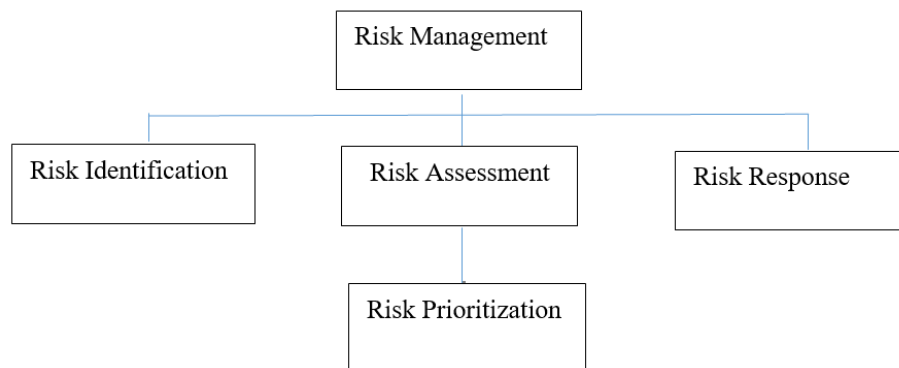 Risk Management
Risk Identification
Risk Assessment
Risk Response
Risk Prioritization